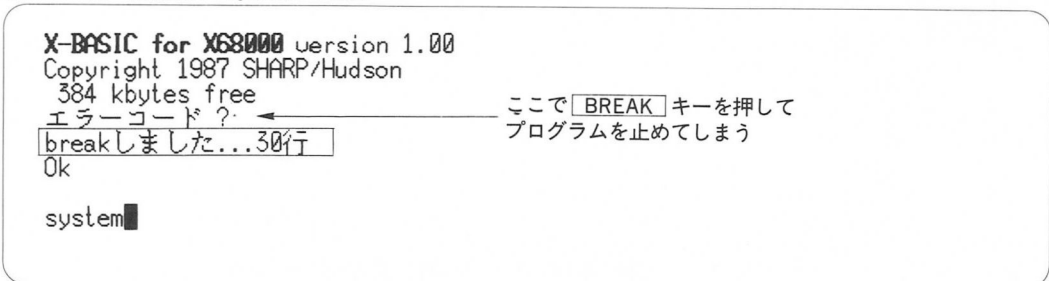 X-BASIC for X68000 version 1.00
Copyright 1987 SHARP/Hudson
384 kbytes free
エラーコード ?
breakしました...30行
Ok
system
ここで BREAK キーを押して
プログラムを止めてしまう